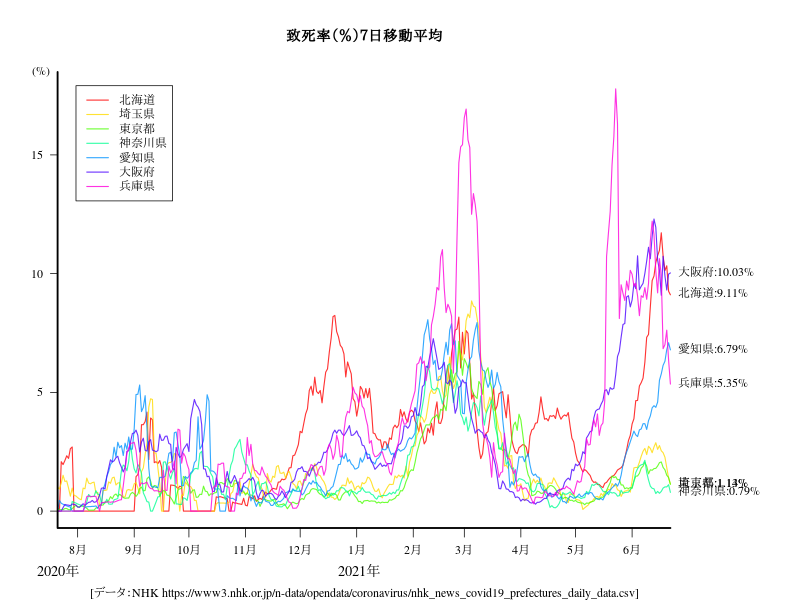 致死率(%)7日移動平均
(%)
15
10
5
0
北海道
埼玉県
東京都
神奈川県
愛知県
大阪府
兵庫県
大阪府:10.03%
北海道:9.11%
愛知県:6.79%
兵庫県:5.35%
神奈川県:0.79%
8月 9月 10月 11月 12月 1月 2月 3月 4月 5月 6月
2020年 2021年
[データ:NHK https://www3.nhk.or.jp/n-data/opendata/coronavirus/nhk_news_covid19_prefectures_daily_data.csv]